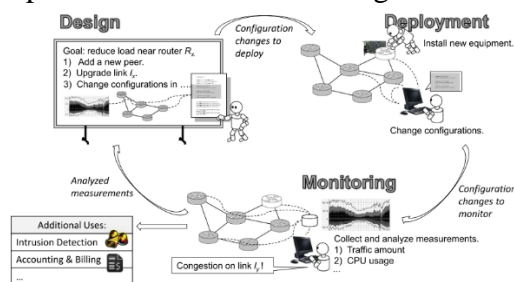 Design
Goal: reduce load near router Rₓ.
1) Add a new peer.
2) Upgrade link lᵧ.
3) Change configurations in ...
Configuration
changes to
deploy
Deployment
Install new equipment.
Change configurations.
Analyzed
measurements
Monitoring
Configuration
changes to
monitor
Collect and analyze measurements.
1) Traffic amount
2) CPU usage
...
Congestion on link lᵧ!
Additional Uses:
Intrusion Detection
Accounting & Billing
...